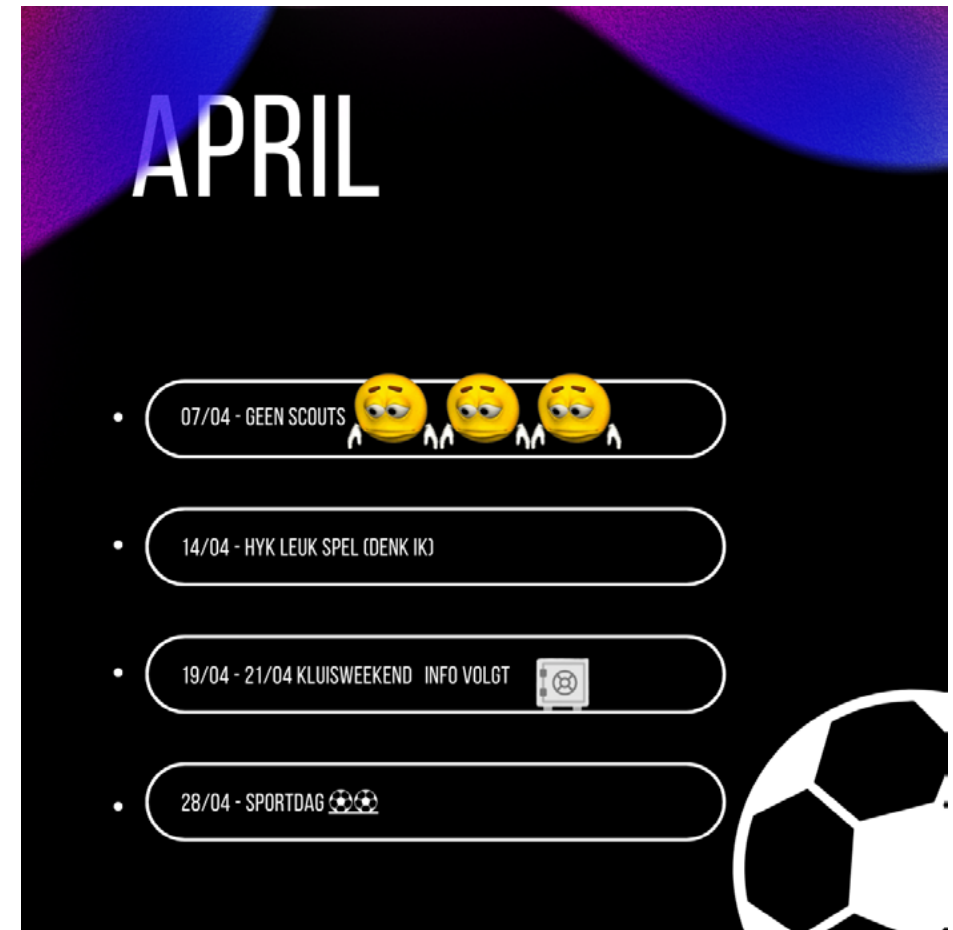 APRIL
07/04 - GEEN SCOUTS
14/04 - HYK LEUK SPEL (DENK IK)
19/04 - 21/04 KLUISWEEKEND INFO VOLGT
28/04 - SPORTDAG ⚽⚽